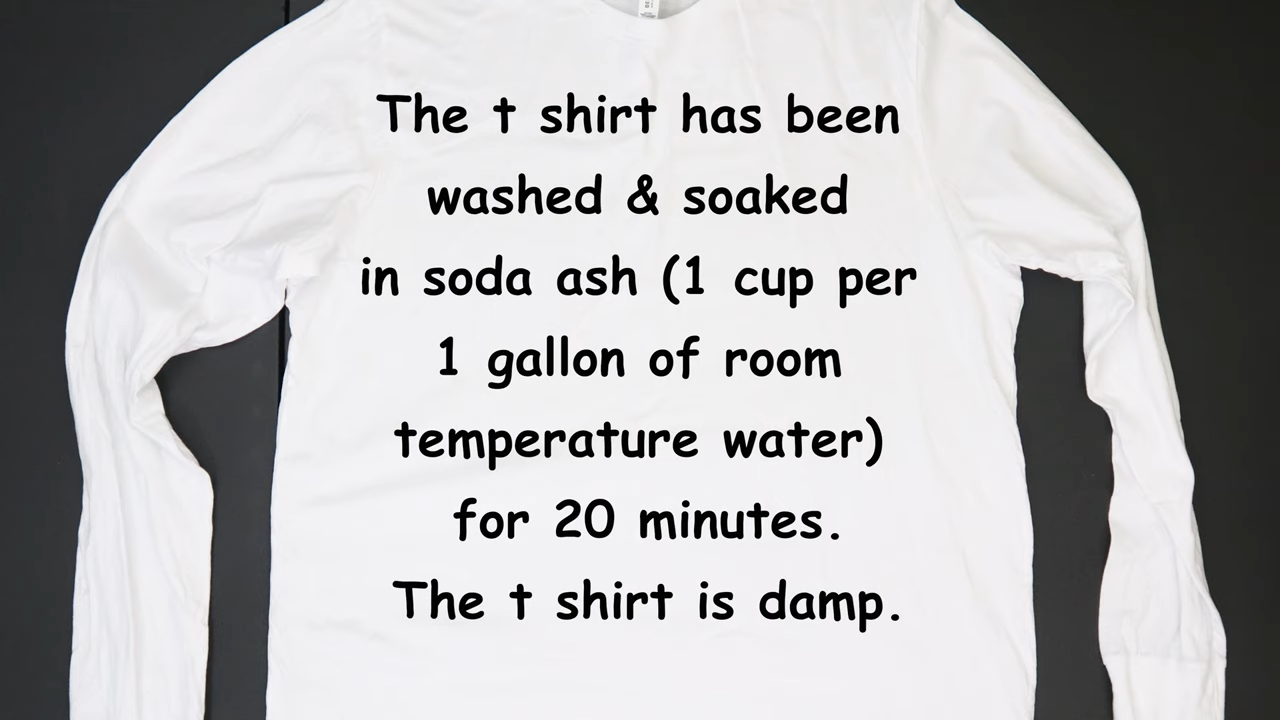 The t shirt has been
washed & soaked
in soda ash (1 cup per
1 gallon of room
temperature water)
for 20 minutes.
The t shirt is damp.